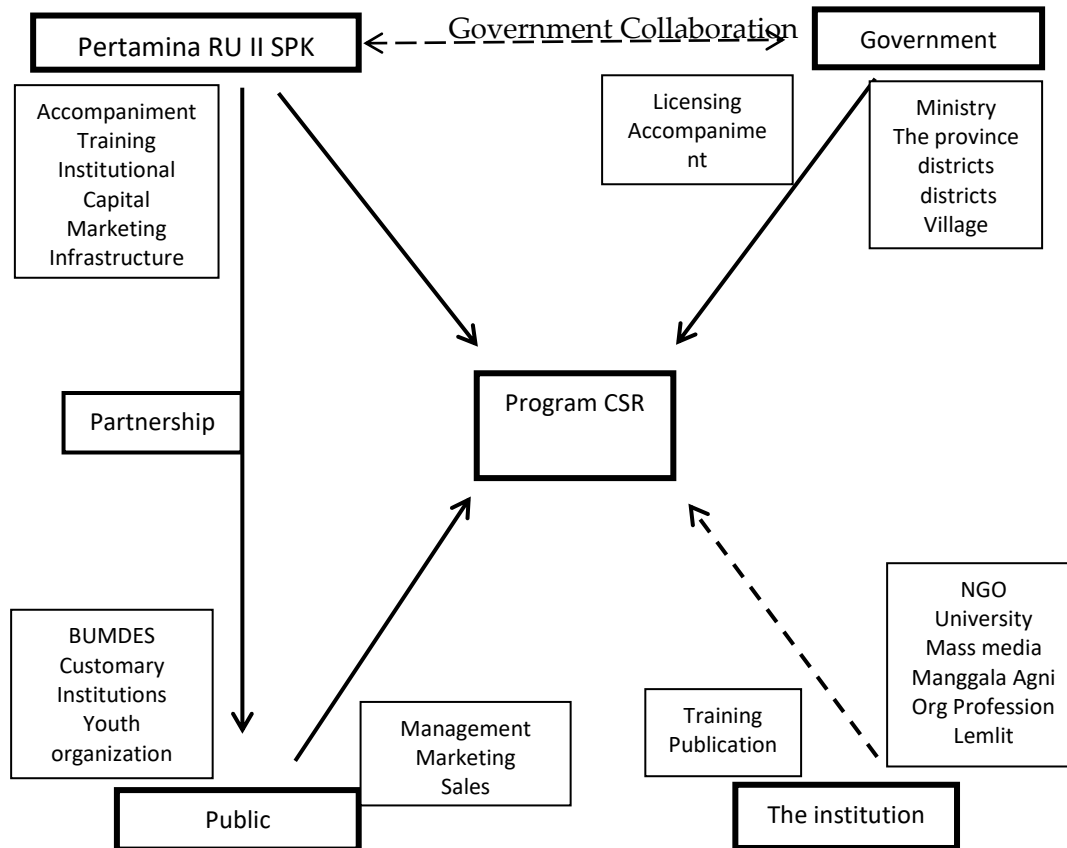 Pertamina RU II SPK
Government Collaboration
Government
Accompaniment
Training
Institutional
Capital
Marketing
Infrastructure
Licensing
Accompanime
nt
Ministry
The province
districts
districts
Village
Partnership
Program CSR
BUMDES
Customary
Institutions
Youth
organization
Management
Marketing
Sales
Training
Publication
NGO
University
Mass media
Manggala Agni
Org Profession
Lemlit
Public
The institution